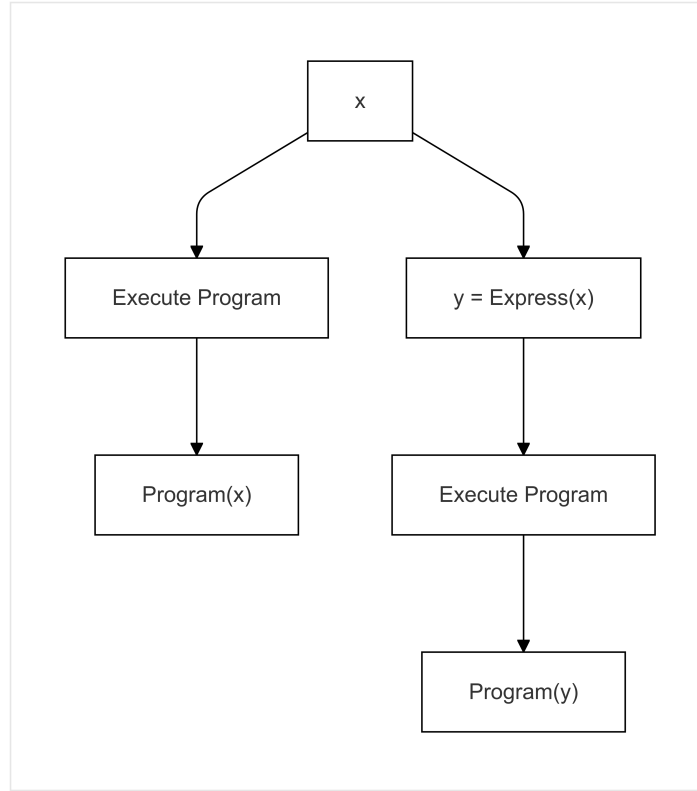 x
Execute Program
y = Express(x)
Program(x)
Execute Program
Program(y)